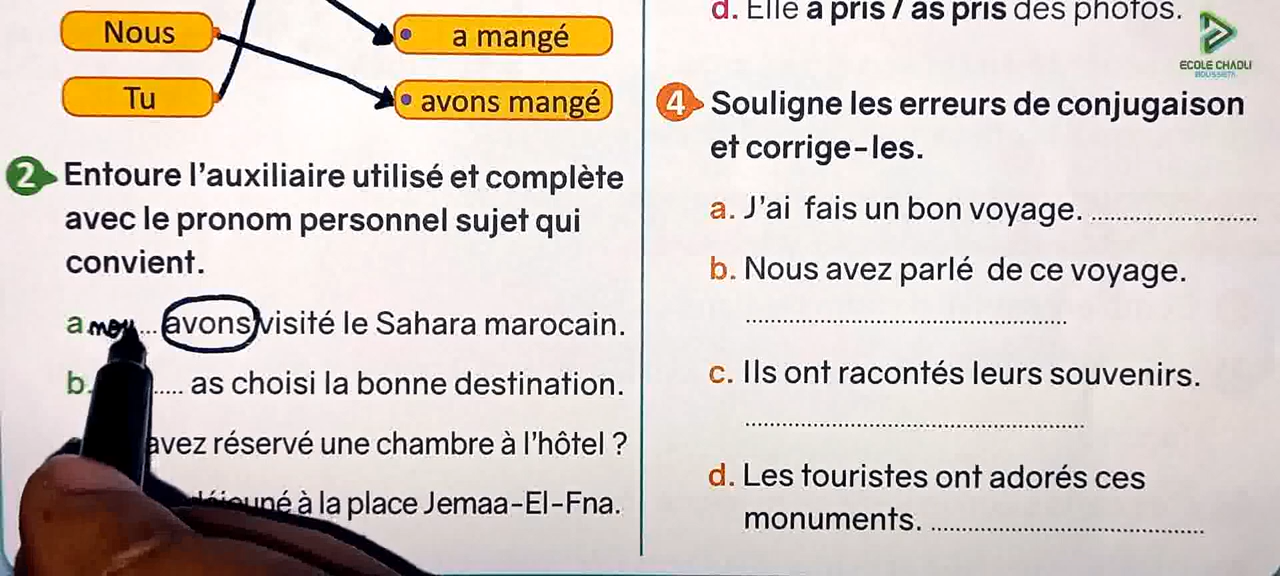 Nous
a mangé
Tu
avons mangé
2 Entoure l'auxiliaire utilisé et complète
avec le pronom personnel sujet qui
convient.
a. ... avons visité le Sahara marocain.
b. ..... as choisi la bonne destination.
avez réservé une chambre à l'hôtel ?
à la place Jemaa-El-Fna.
d. Elle a pris / as pris des photos.
ECOLE CHADLI
4 Souligne les erreurs de conjugaison
et corrige-les.
a. J'ai fais un bon voyage. ........................
b. Nous avez parlé de ce voyage.
c. Ils ont racontés leurs souvenirs.
d. Les touristes ont adorés ces
monuments. ........................